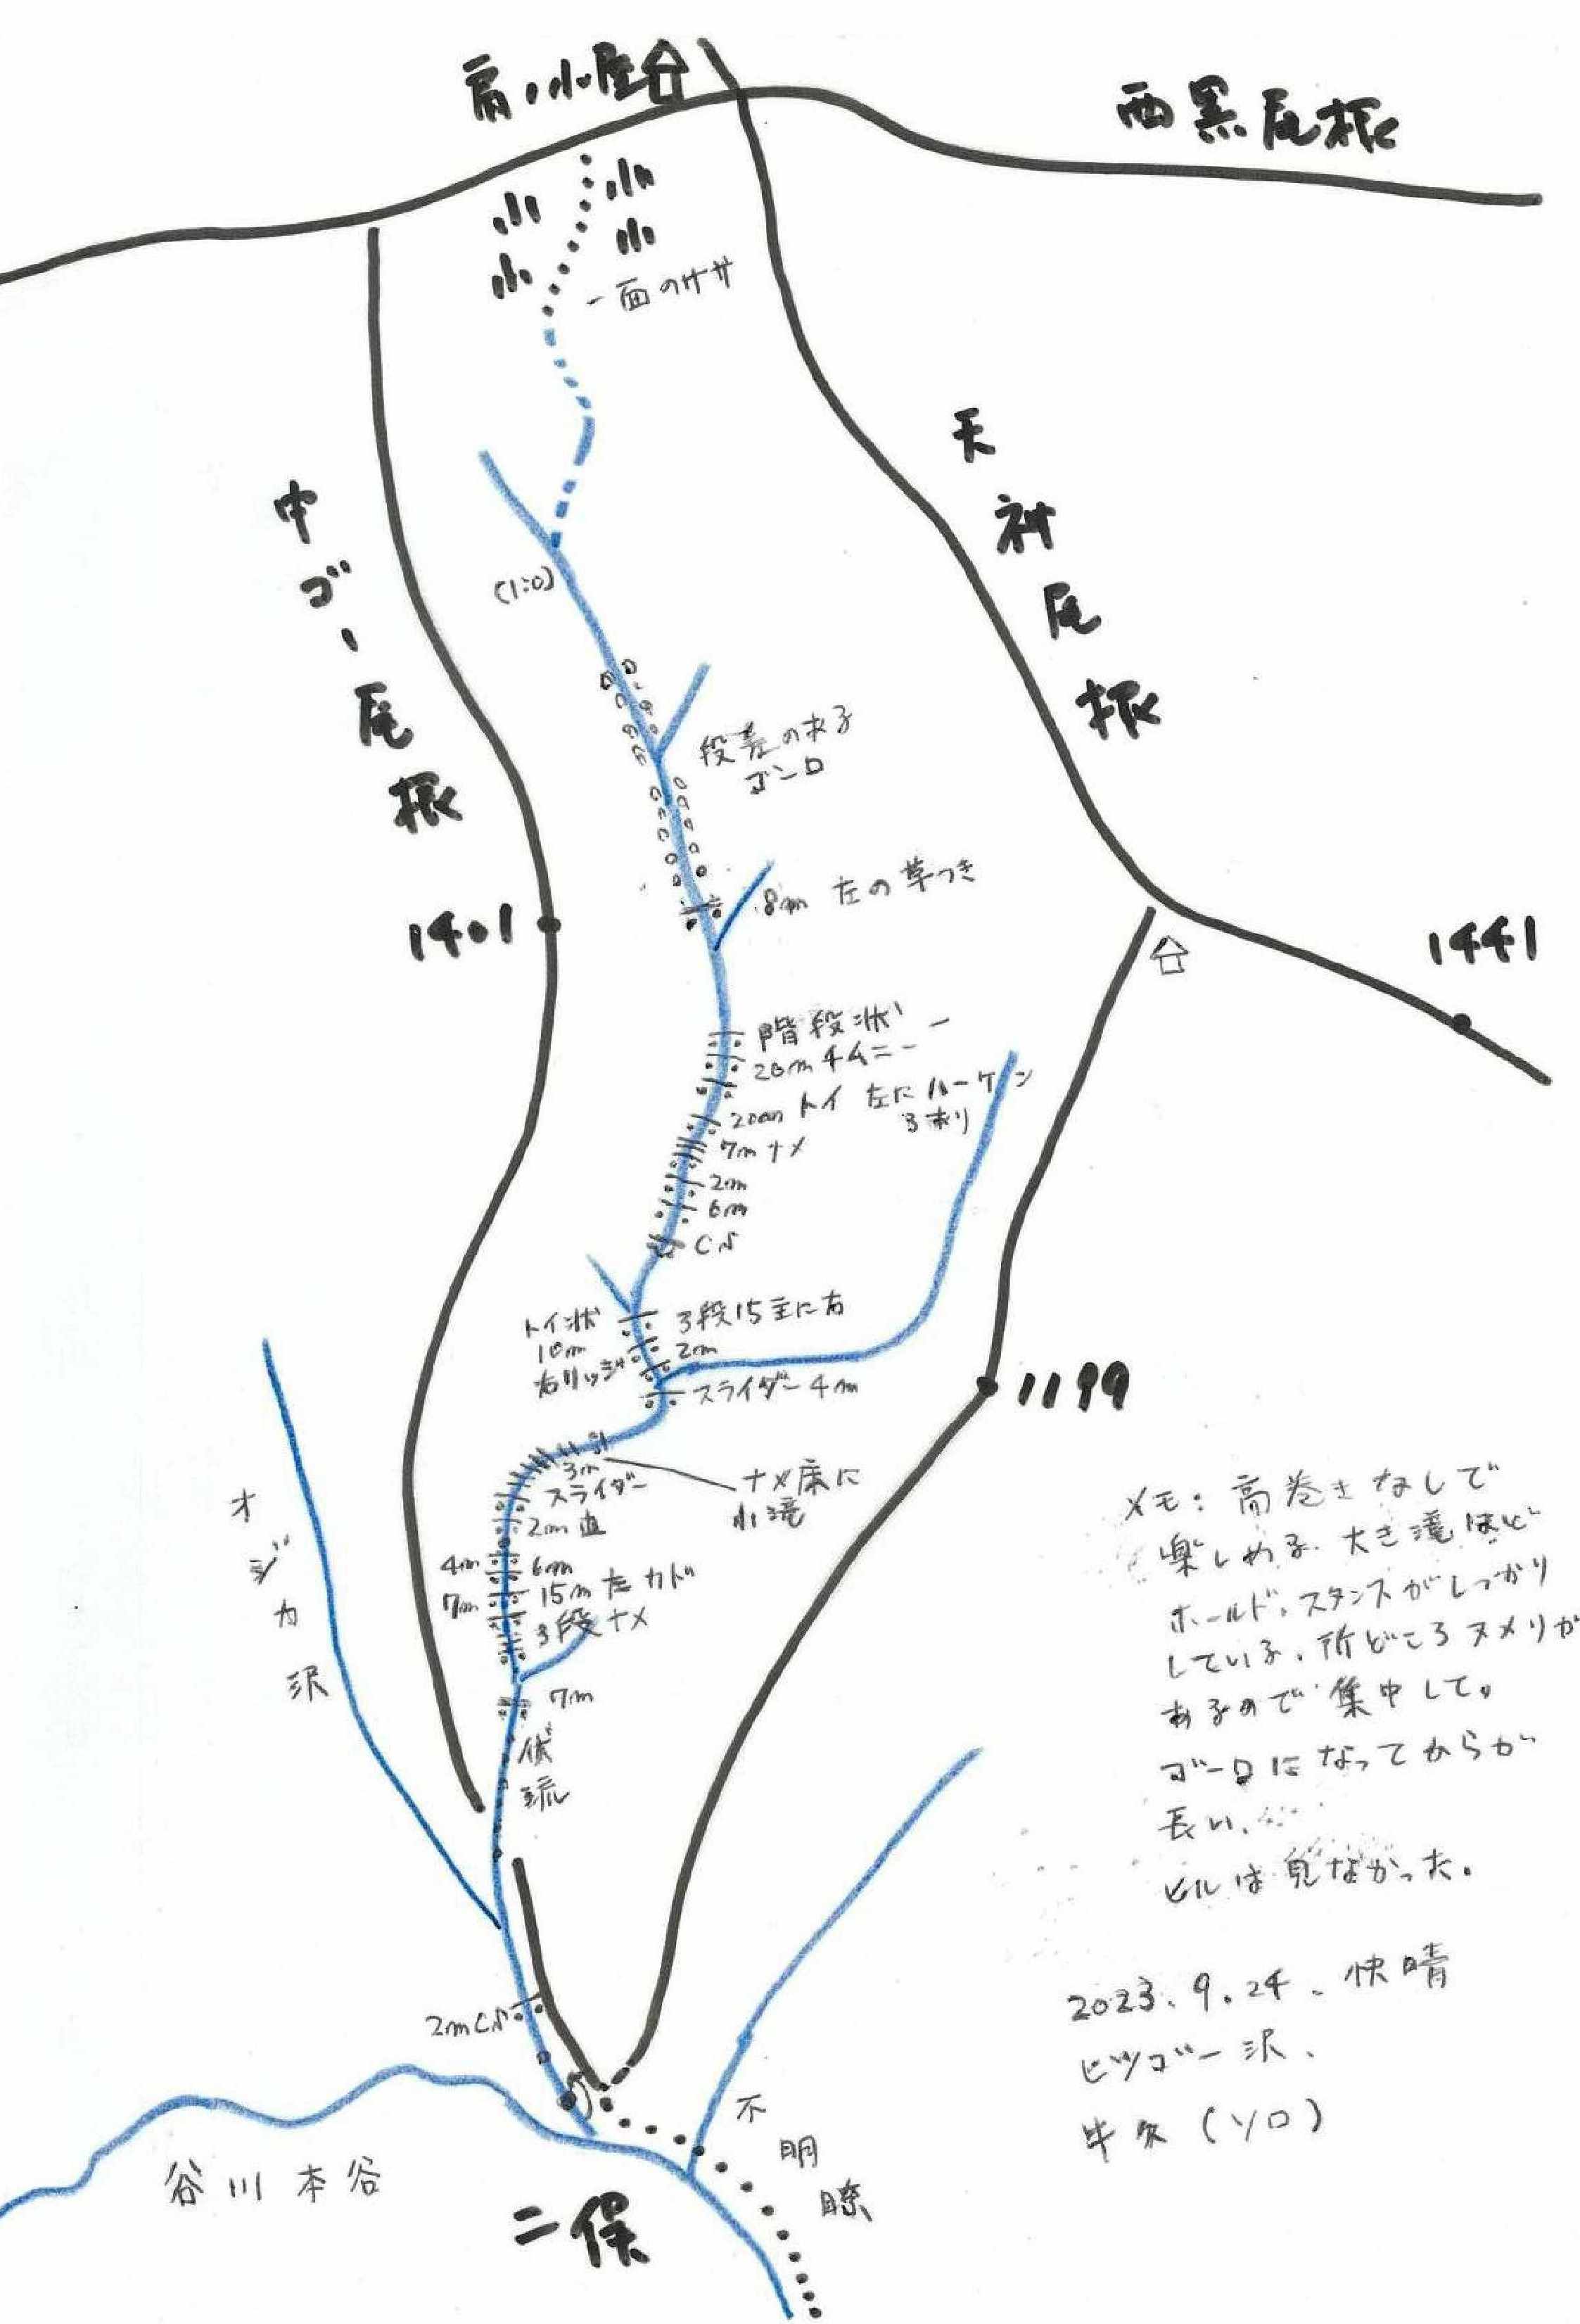 肩ノ小屋
西黒尾根
一面のササ
天神尾根
中ゴー尾根
(1:0)
段差の大る
ゴーロ
8m 左の草つき
1401
1441
階段状
20m チムニー
20m トイ 左にハーケン
3あり
7m ナメ
2m
6m
CS
トイ状
10m
右リッジ
3段15 主に右
2m
スライダー 4m
1199
3m
スライダー
ナメ床に
小滝
2m 直
4m
6m
7m
15m 左カド
3段ナメ
オジカ沢
7m
伏流
2mCS
谷川本谷
二俣
不明瞭
メモ: 高巻きなしで
楽しめる. 大き滝ほど
ホールド、スタンスがしっかり
している. 所どころヌメリが
あるので集中して。
ゴーロになってからが
長い.
ヒルは見なかった.
2023. 9. 24. 快晴
ヒツゴー沢.
(ソロ)